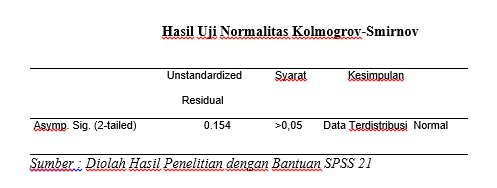 Hasil Uji Normalitas Kolmogrov-Smirnov
Unstandardized Residual Syarat Kesimpulan
Asymp. Sig. (2-tailed) 0.154 >0,05 Data Terdistribusi Normal
Sumber : Diolah Hasil Penelitian dengan Bantuan SPSS 21